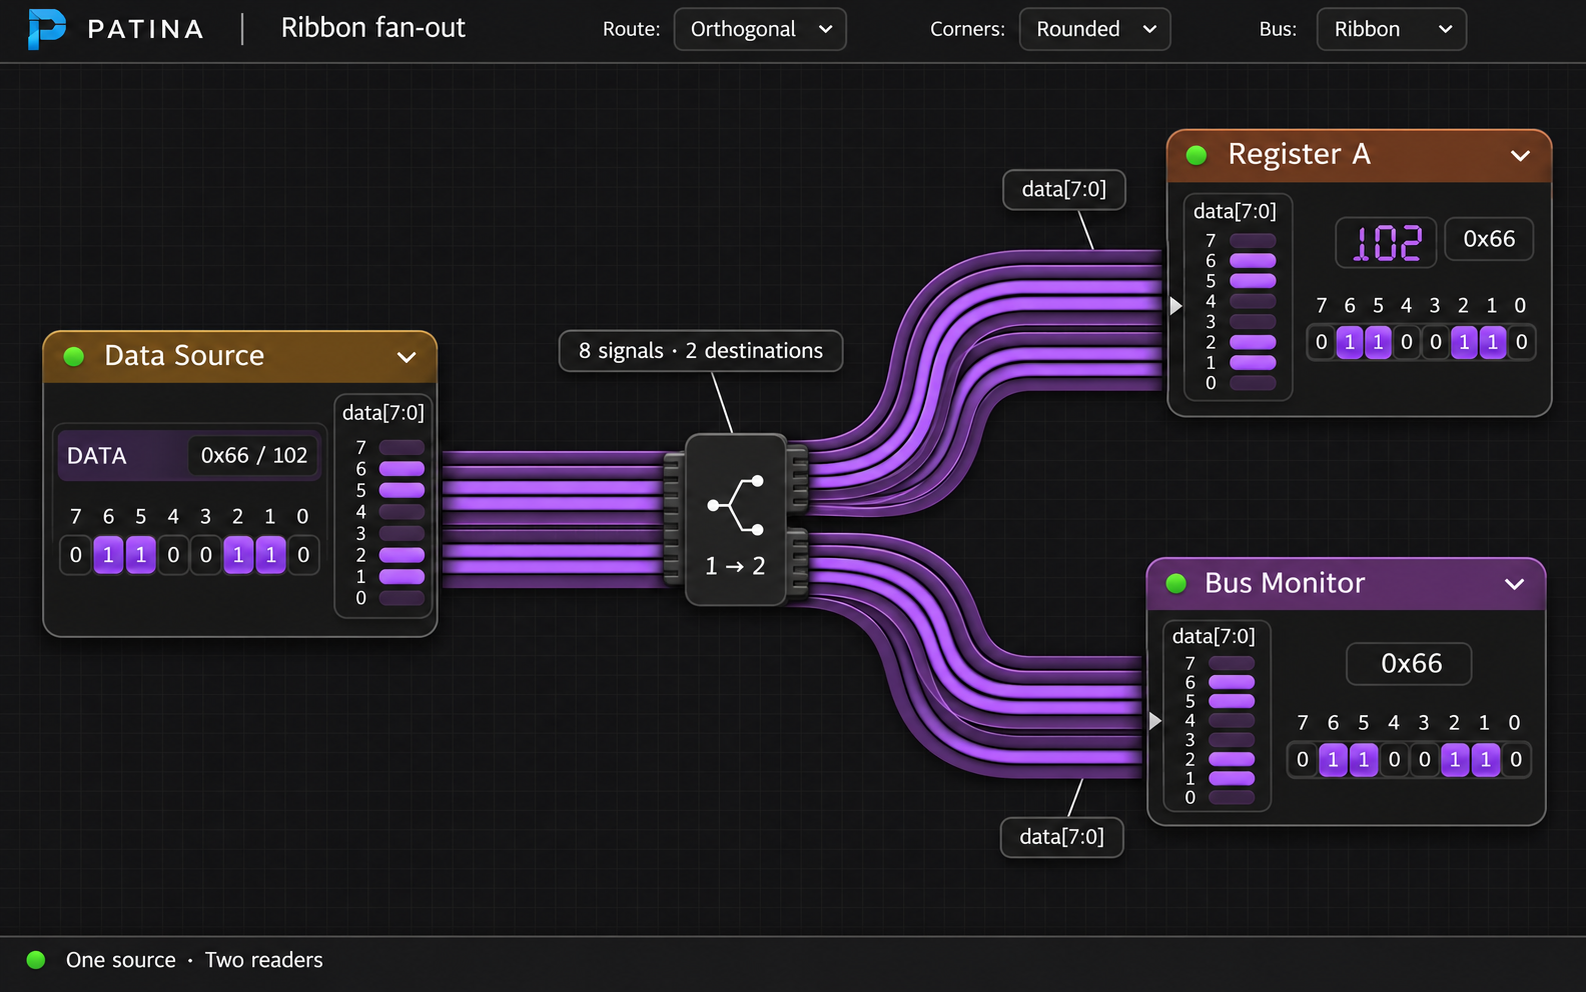 PATINA
Ribbon fan-out
Route: Orthogonal
Corners: Rounded
Bus: Ribbon
data[7:0]
Register A
data[7:0]
7
6
5
4
3
2
1
0
102
0x66
7 6 5 4 3 2 1 0
0 1 1 0 0 1 1 0
8 signals · 2 destinations
Data Source
DATA
0x66 / 102
7 6 5 4 3 2 1 0
0 1 1 0 0 1 1 0
data[7:0]
7
6
5
4
3
2
1
0
1 → 2
Bus Monitor
data[7:0]
7
6
5
4
3
2
1
0
0x66
7 6 5 4 3 2 1 0
0 1 1 0 0 1 1 0
data[7:0]
One source · Two readers